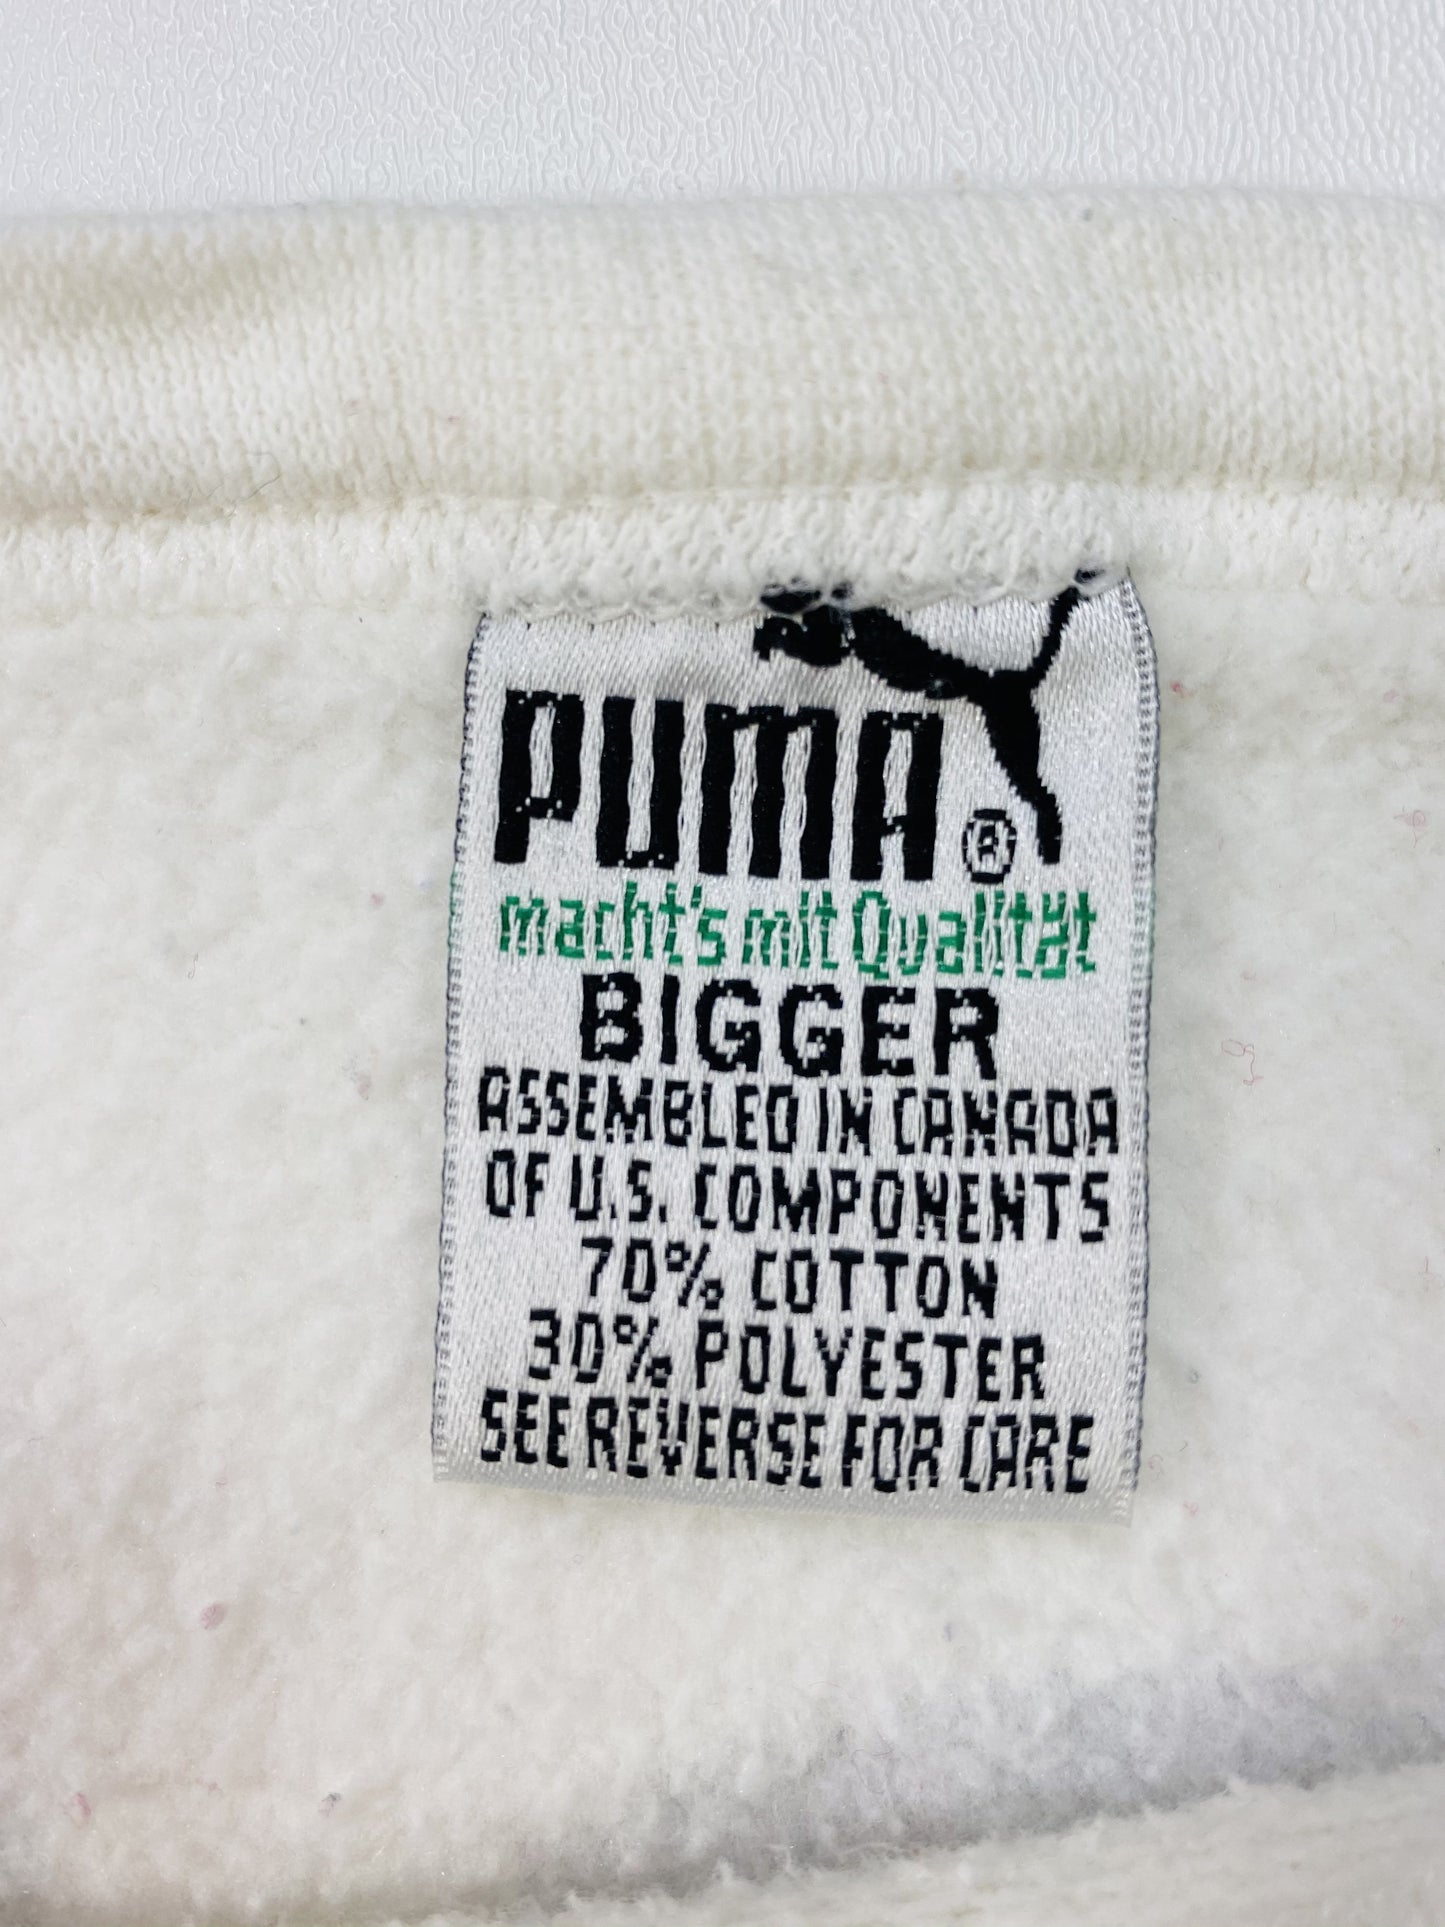 PUMA®
macht's mit Qualität
BIGGER
ASSEMBLED IN CANADA
OF U.S. COMPONENTS
70% COTTON
30% POLYESTER
SEE REVERSE FOR CARE